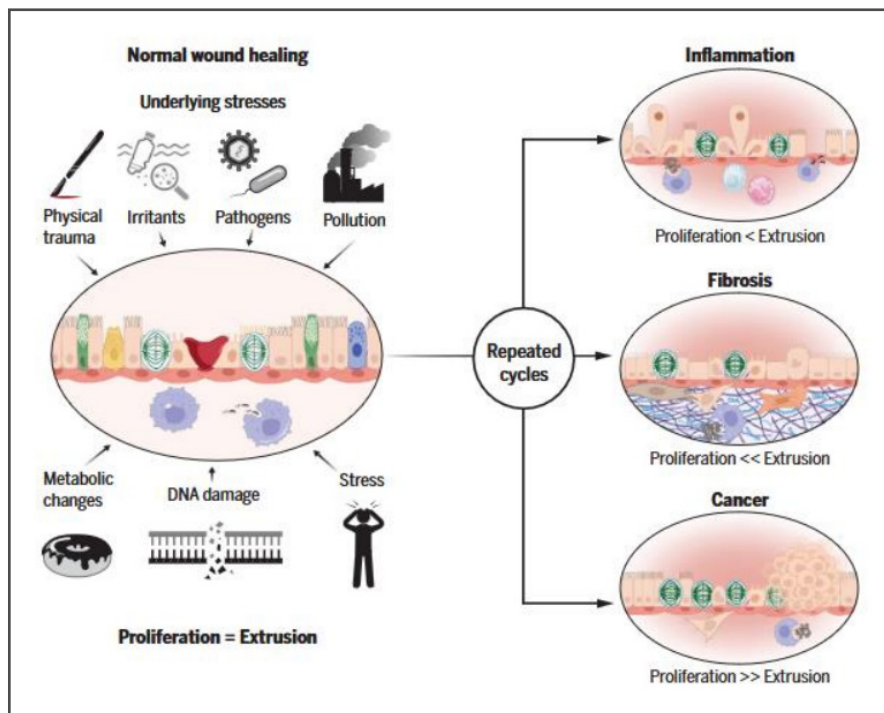 Normal wound healing
Underlying stresses
Physical
trauma
Irritants
Pathogens
Pollution
Metabolic
changes
DNA damage
Stress
Proliferation = Extrusion
Repeated
cycles
Inflammation
Proliferation < Extrusion
Fibrosis
Proliferation << Extrusion
Cancer
Proliferation >> Extrusion